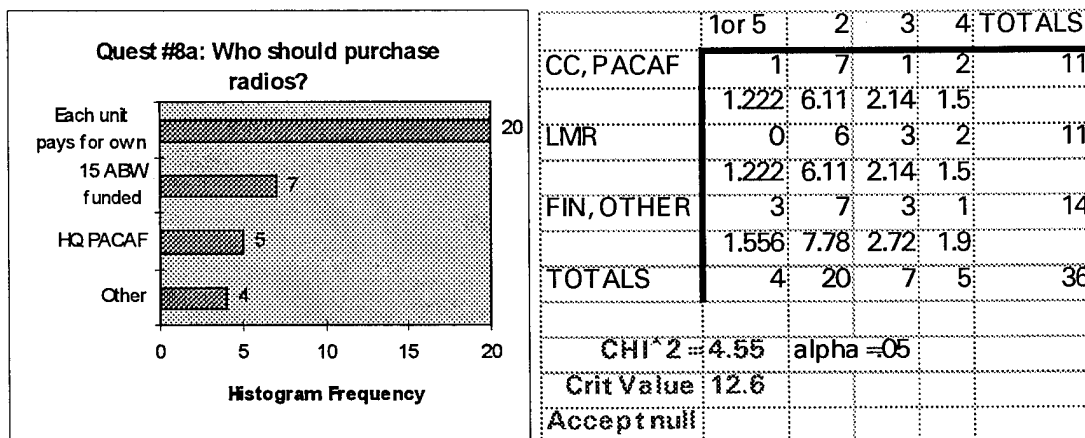 Quest #8a: Who should purchase
radios?
Each unit
pays for own
20
15 ABW
funded
7
HQ PACAF
5
Other
4
0 5 10 15 20
Histogram Frequency
1or 5 2 3 4 TOTALS
CC, PACAF 1 7 1 2 11
1.222 6.11 2.14 1.5
LMR 0 6 3 2 11
1.222 6.11 2.14 1.5
FIN, OTHER 3 7 3 1 14
1.556 7.78 2.72 1.9
TOTALS 4 20 7 5 36
CHI^2 = 4.55 alpha =.05
Crit Value 12.6
Accept null